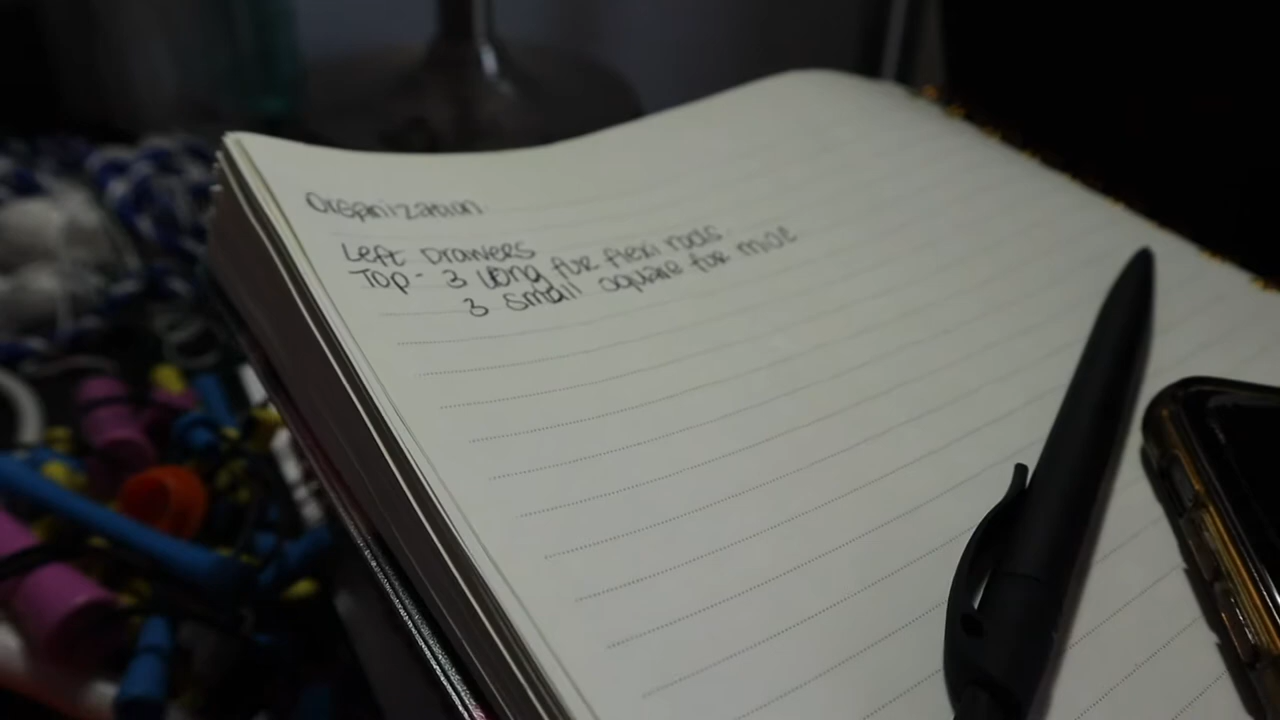 Organization
Left Drawers
Top - 3 long for flexi rods
3 small square for misc